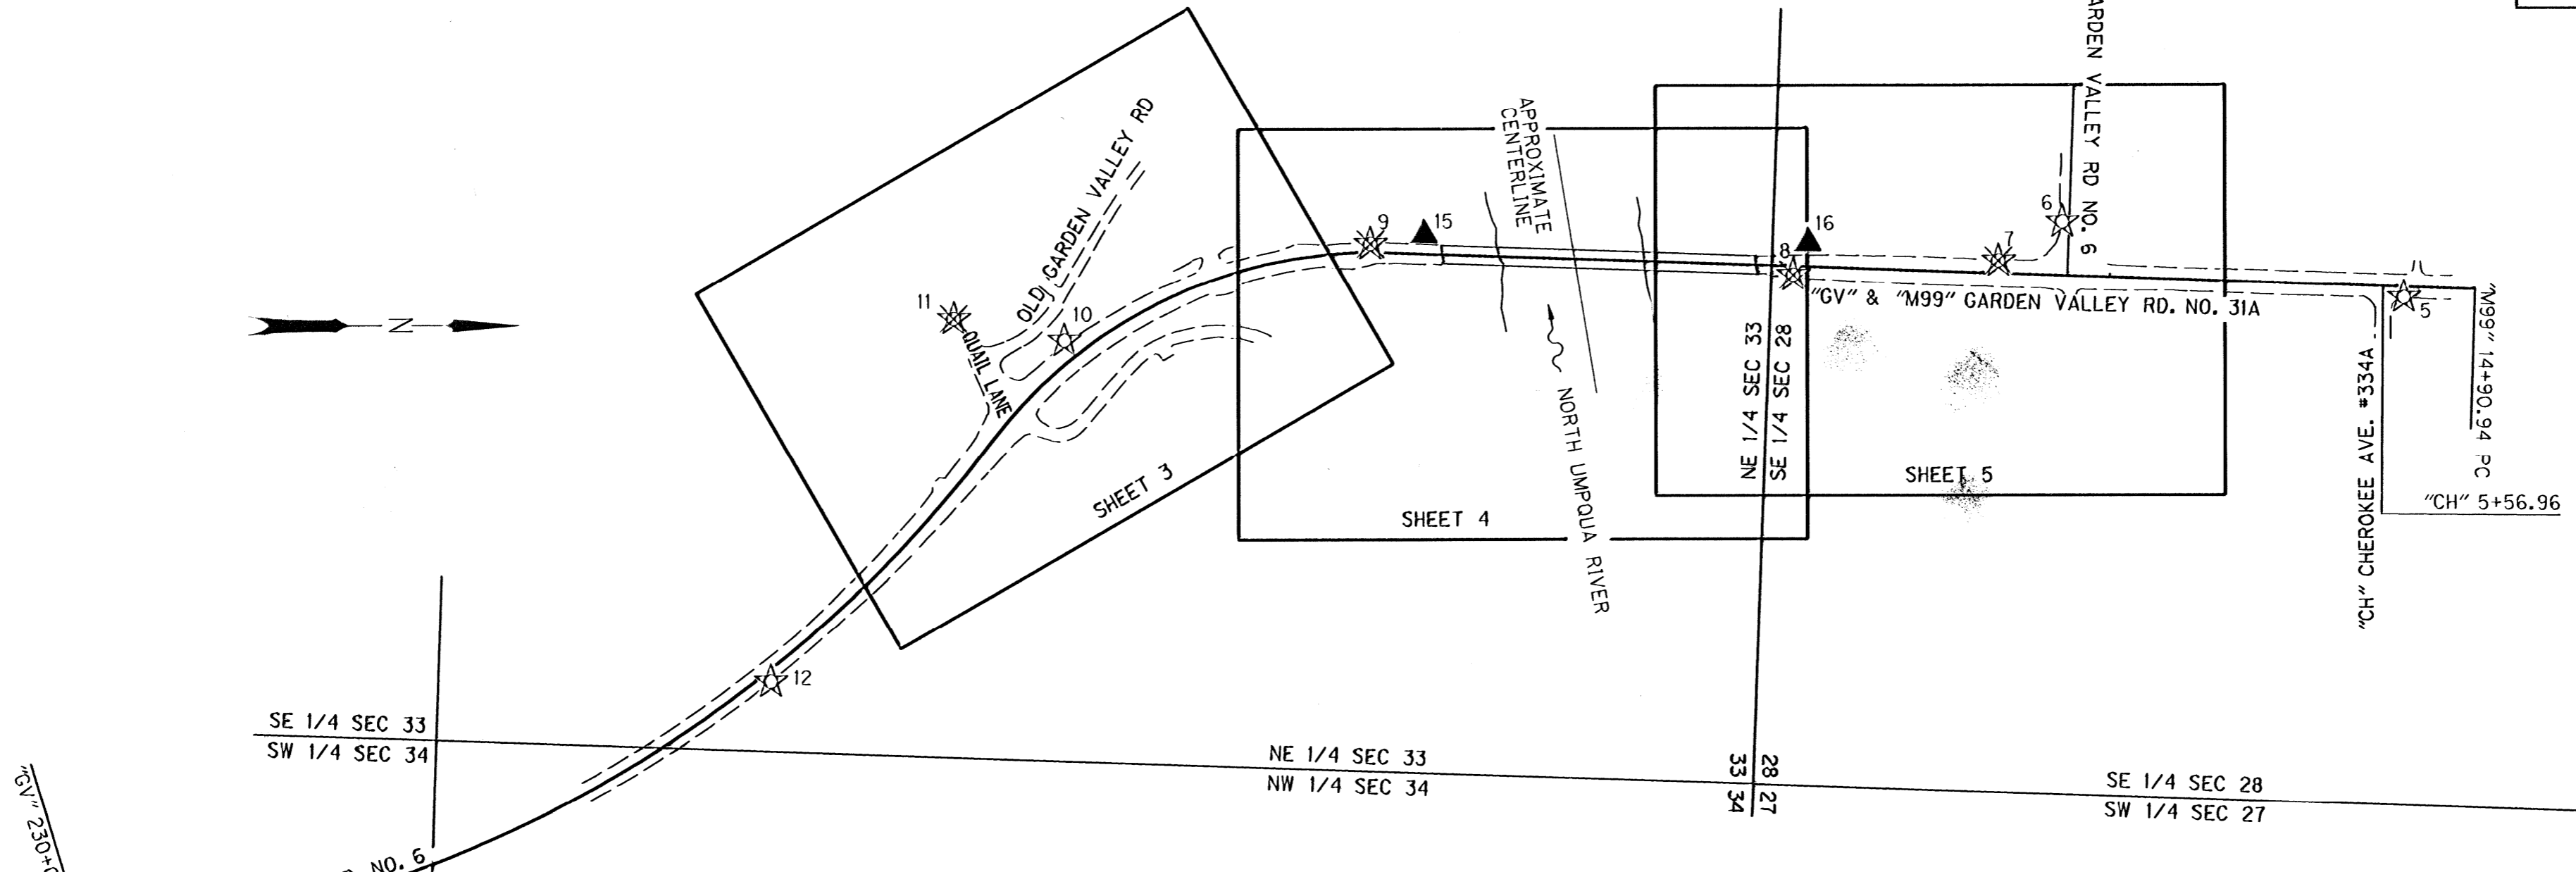 N
OLD GARDEN VALLEY RD
QUAIL LANE
11
10
9
15
12
SHEET 3
SHEET 4
SHEET 5
APPROXIMATE
CENTERLINE
NORTH UMPQUA RIVER
8
16
7
6
5
ARDEN VALLEY RD NO. 6
"GV" & "M99" GARDEN VALLEY RD. NO. 31A
NE 1/4 SEC 33
SE 1/4 SEC 28
"CH" CHEROKEE AVE. #334A
"M99" 14+90.94 PC
"CH" 5+56.96
SE 1/4 SEC 33
SW 1/4 SEC 34
NE 1/4 SEC 33
NW 1/4 SEC 34
33 28
34 27
SE 1/4 SEC 28
SW 1/4 SEC 27
"GV" 230+
NO. 6